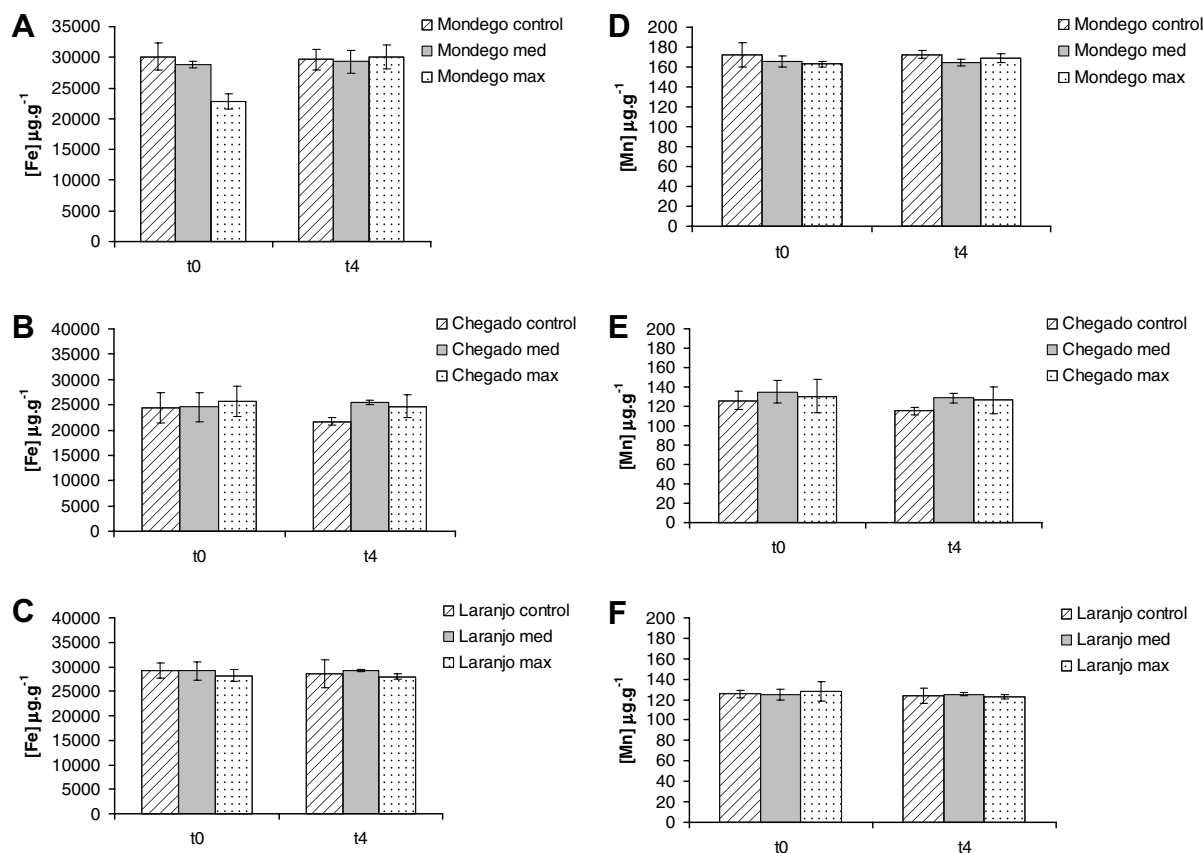 A
35000
30000
25000
20000
15000
10000
5000
0
[Fe] µg.g-1
t0
t4
Mondego control
Mondego med
Mondego max
D
200
180
160
140
120
100
80
60
40
20
0
[Mn] µg.g-1
t0
t4
Mondego control
Mondego med
Mondego max
B
40000
35000
30000
25000
20000
15000
10000
5000
0
[Fe] µg.g-1
t0
t4
Chegado control
Chegado med
Chegado max
E
200
180
160
140
120
100
80
60
40
20
0
[Mn] µg.g-1
t0
t4
Chegado control
Chegado med
Chegado max
C
40000
35000
30000
25000
20000
15000
10000
5000
0
[Fe] µg.g-1
t0
t4
Laranjo control
Laranjo med
Laranjo max
F
200
180
160
140
120
100
80
60
40
20
0
[Mn] µg.g-1
t0
t4
Laranjo control
Laranjo med
Laranjo max